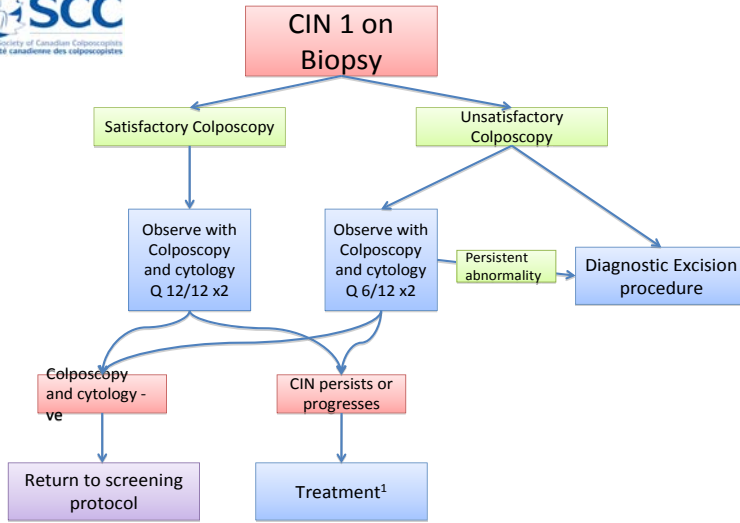 SCC
Society of Canadian Colposcopists
té canadienne des colposcopistes
CIN 1 on
Biopsy
Satisfactory Colposcopy
Unsatisfactory
Colposcopy
Observe with
Colposcopy
and cytology
Q 12/12 x2
Observe with
Colposcopy
and cytology
Q 6/12 x2
Persistent
abnormality
Diagnostic Excision
procedure
Colposcopy
and cytology -
ve
CIN persists or
progresses
Return to screening
protocol
Treatment¹